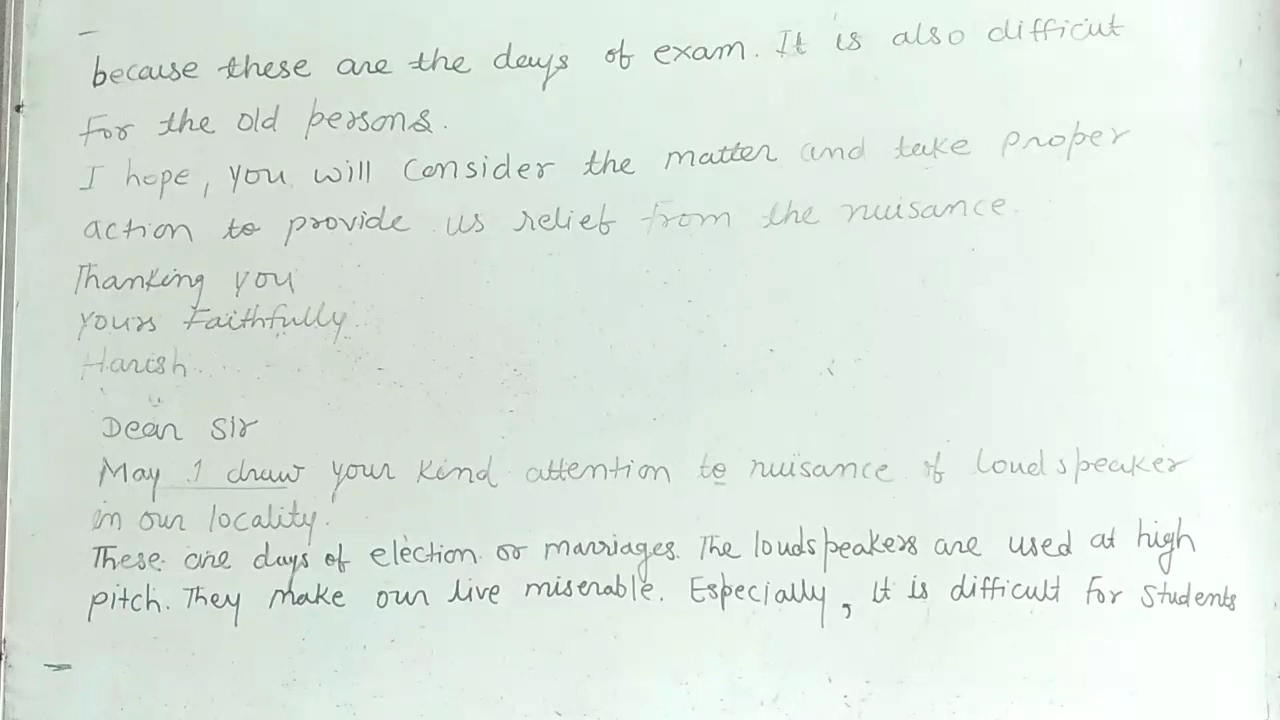 because these are the days of exam. It is also difficut
For the old persons.
I hope, you will consider the matter and take proper
action to provide us relief from the nuisance.
Thanking you
yours Faithfully
Harish
Dear Sir
May I draw your kind attention to nuisance of loudspeaker
in our locality.
These are days of election or marriages. The loudspeakers are used at high
pitch. They make our live miserable. Especially, it is difficult for students